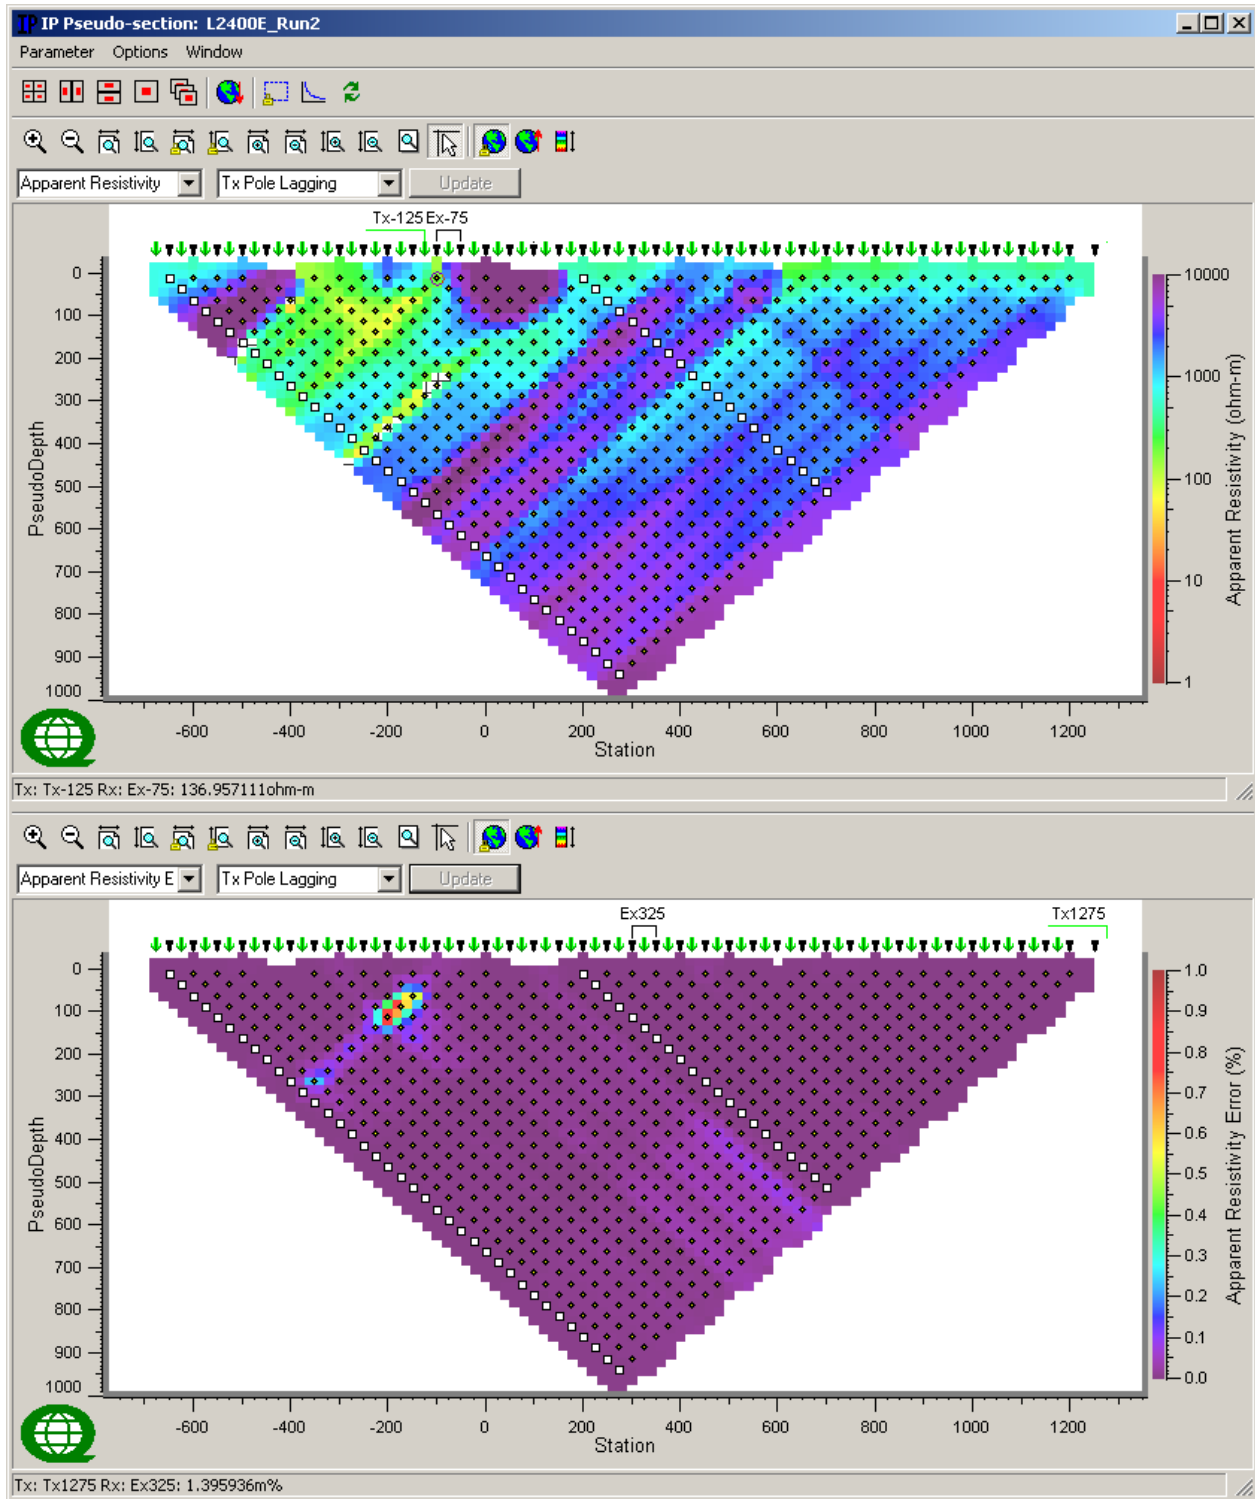 IP IP Pseudo-section: L2400E_Run2
Parameter Options Window
Apparent Resistivity Tx Pole Lagging Update
Tx-125 Ex-75
0
100
200
300
400
500
600
700
800
900
1000
PseudoDepth
-600 -400 -200 0 200 400 600 800 1000 1200
Station
10000
1000
100
10
1
Apparent Resistivity (ohm-m)
Tx: Tx-125 Rx: Ex-75: 136.957111ohm-m
Apparent Resistivity E Tx Pole Lagging Update
Ex325 Tx1275
0
100
200
300
400
500
600
700
800
900
1000
PseudoDepth
-600 -400 -200 0 200 400 600 800 1000 1200
Station
1.0
0.9
0.8
0.7
0.6
0.5
0.4
0.3
0.2
0.1
0.0
Apparent Resistivity Error (%)
Tx: Tx1275 Rx: Ex325: 1.395936m%